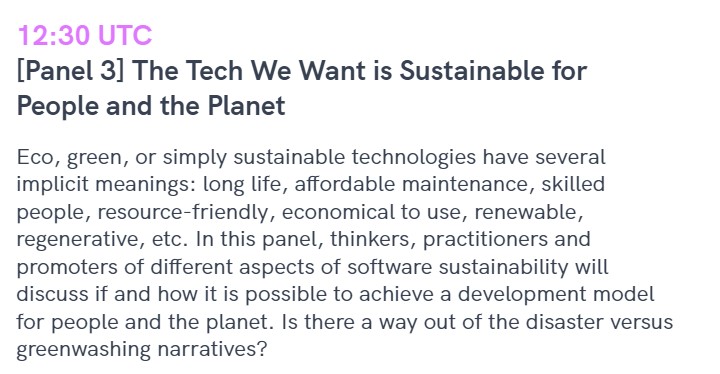 12:30 UTC
[Panel 3] The Tech We Want is Sustainable for
People and the Planet
Eco, green, or simply sustainable technologies have several
implicit meanings: long life, affordable maintenance, skilled
people, resource-friendly, economical to use, renewable,
regenerative, etc. In this panel, thinkers, practitioners and
promoters of different aspects of software sustainability will
discuss if and how it is possible to achieve a development model
for people and the planet. Is there a way out of the disaster versus
greenwashing narratives?